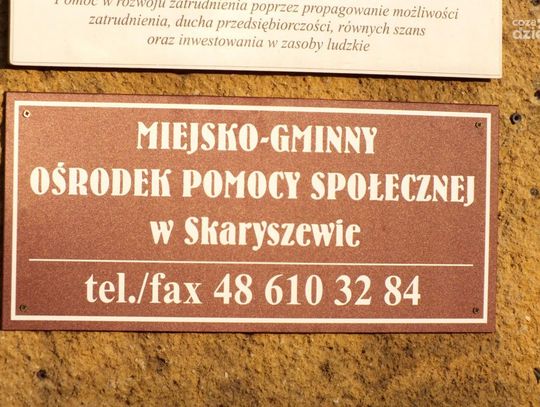 Pomoc w rozwoju zatrudnienia poprzez propagowanie możliwości
zatrudnienia, ducha przedsiębiorczości, równych szans
oraz inwestowania w zasoby ludzkie
MIEJSKO-GMINNY
OŚRODEK POMOCY SPOŁECZNEJ
w Skaryszewie
tel./fax 48 610 32 84